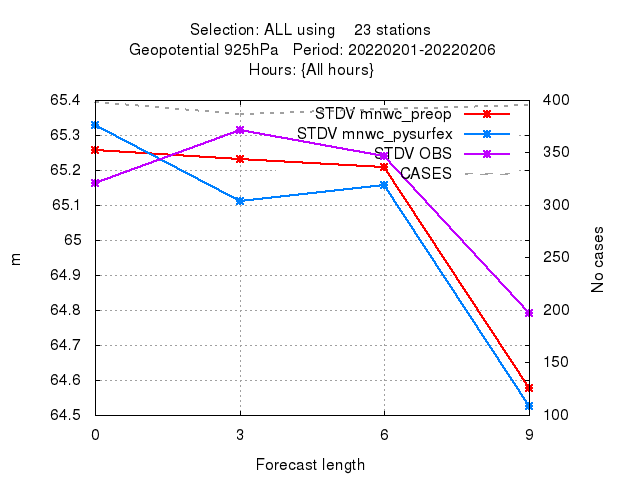 Selection: ALL using    23 stations
Geopotential 925hPa   Period: 20220201-20220206
Hours: {All hours}
65.4
65.3
65.2
65.1
65
64.9
64.8
64.7
64.6
64.5
m
STDV mnwc_preop
STDV mnwc_pysurfex
STDV OBS
CASES
400
350
300
250
200
150
100
No cases
0 3 6 9
Forecast length